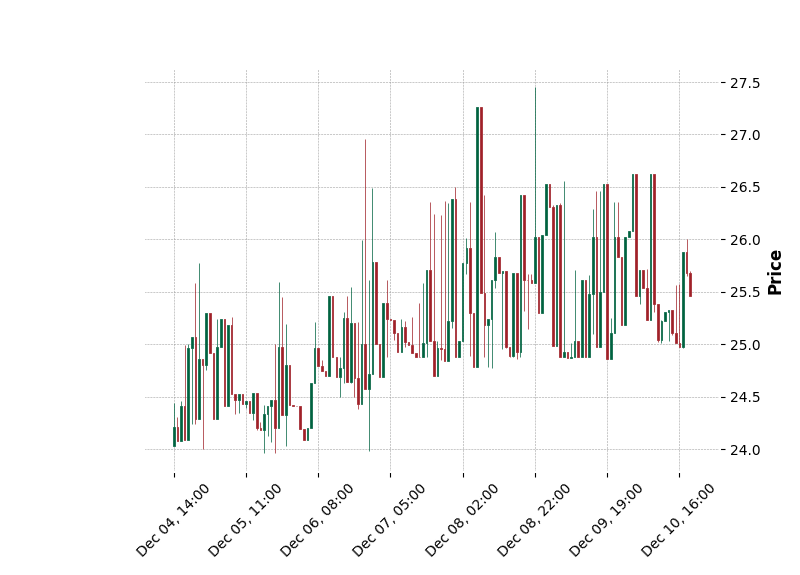 27.5
27.0
26.5
26.0
25.5
25.0
24.5
24.0
Price
Dec 04, 14:00
Dec 05, 11:00
Dec 06, 08:00
Dec 07, 05:00
Dec 08, 02:00
Dec 08, 22:00
Dec 09, 19:00
Dec 10, 16:00